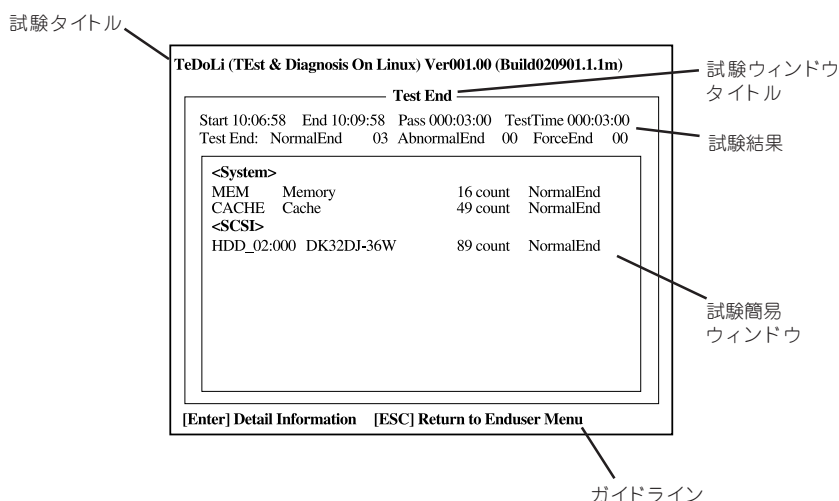 試験タイトル
TeDoLi (TEst & Diagnosis On Linux) Ver001.00 (Build020901.1.1m)
試験ウィンドウ
タイトル
Test End
Start 10:06:58 End 10:09:58 Pass 000:03:00 TestTime 000:03:00
Test End: NormalEnd 03 AbnormalEnd 00 ForceEnd 00
試験結果
<System>
MEM Memory 16 count NormalEnd
CACHE Cache 49 count NormalEnd
<SCSI>
HDD_02:000 DK32DJ-36W 89 count NormalEnd
試験簡易
ウィンドウ
[Enter] Detail Information [ESC] Return to Enduser Menu
ガイドライン